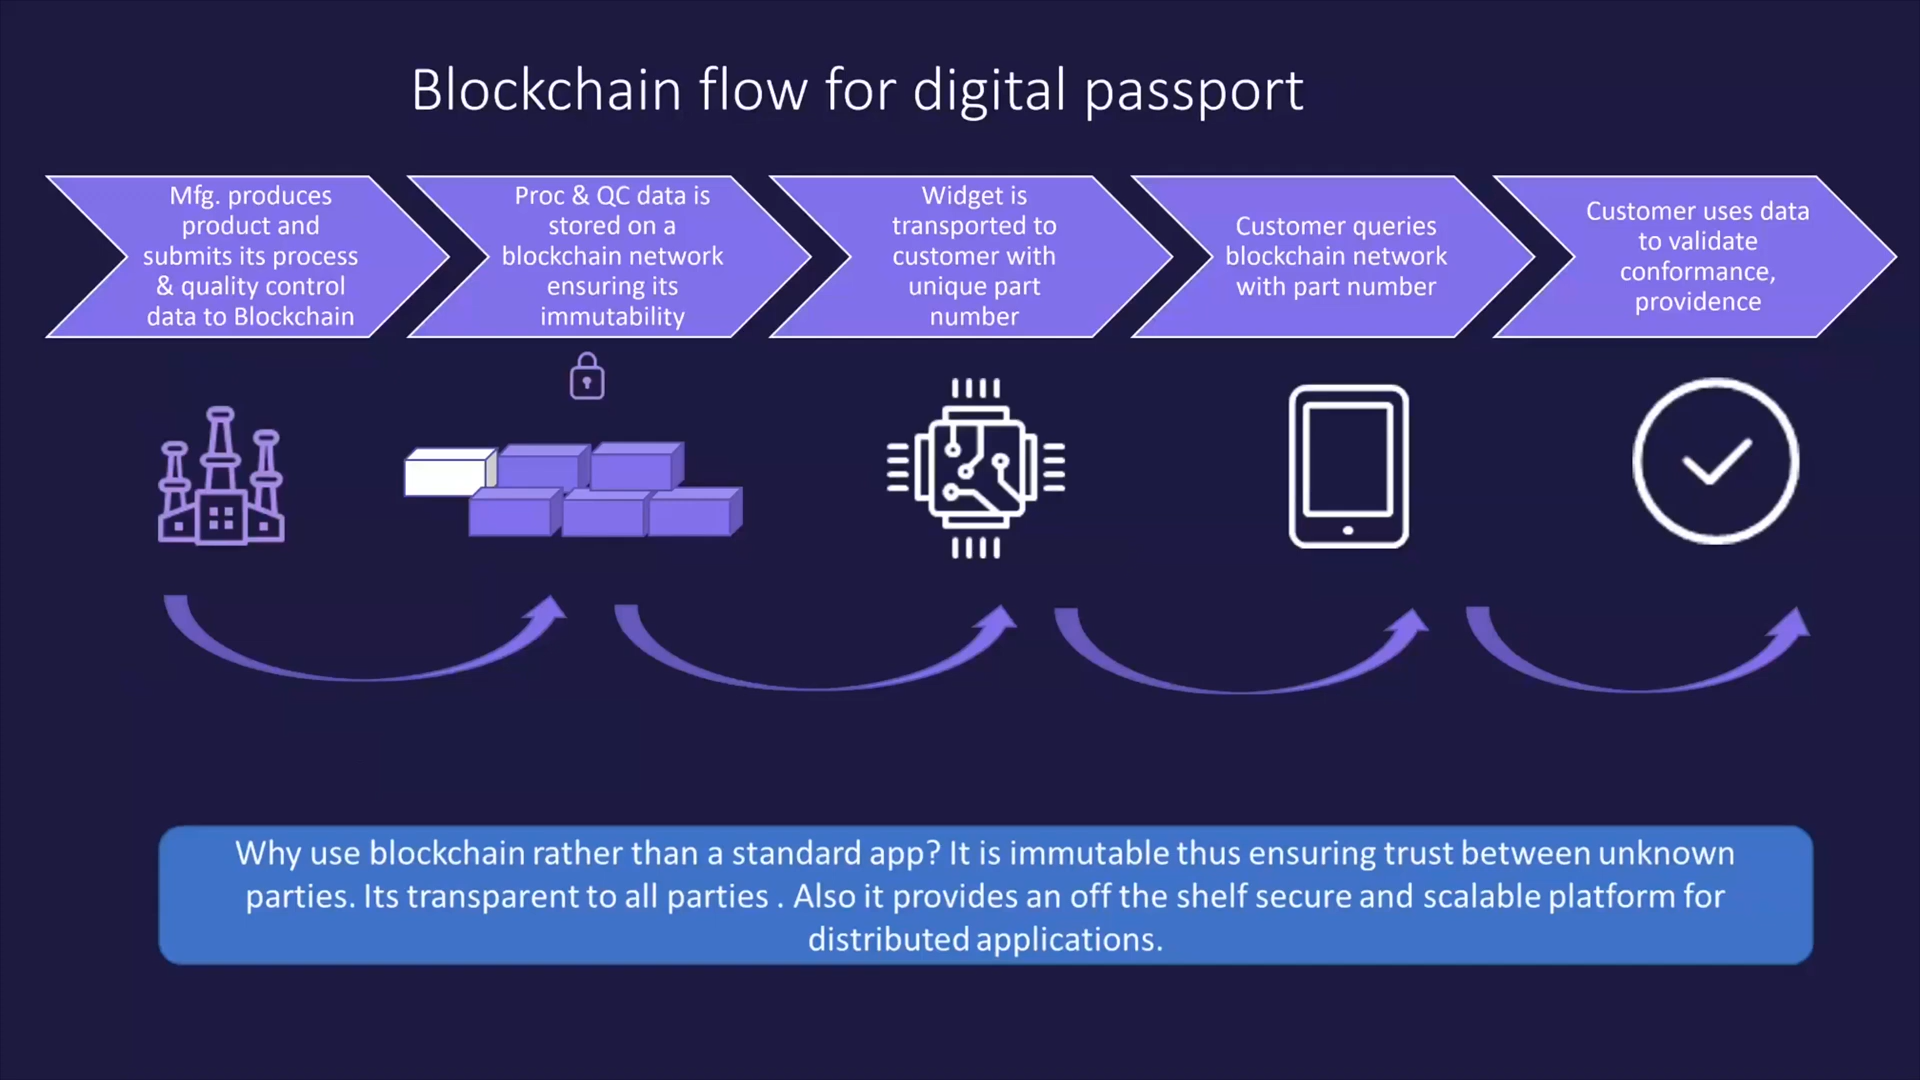 Blockchain flow for digital passport
Mfg. produces
product and
submits its process
& quality control
data to Blockchain
Proc & QC data is
stored on a
blockchain network
ensuring its
immutability
Widget is
transported to
customer with
unique part
number
Customer queries
blockchain network
with part number
Customer uses data
to validate
conformance,
providence
Why use blockchain rather than a standard app? It is immutable thus ensuring trust between unknown
parties. Its transparent to all parties . Also it provides an off the shelf secure and scalable platform for
distributed applications.